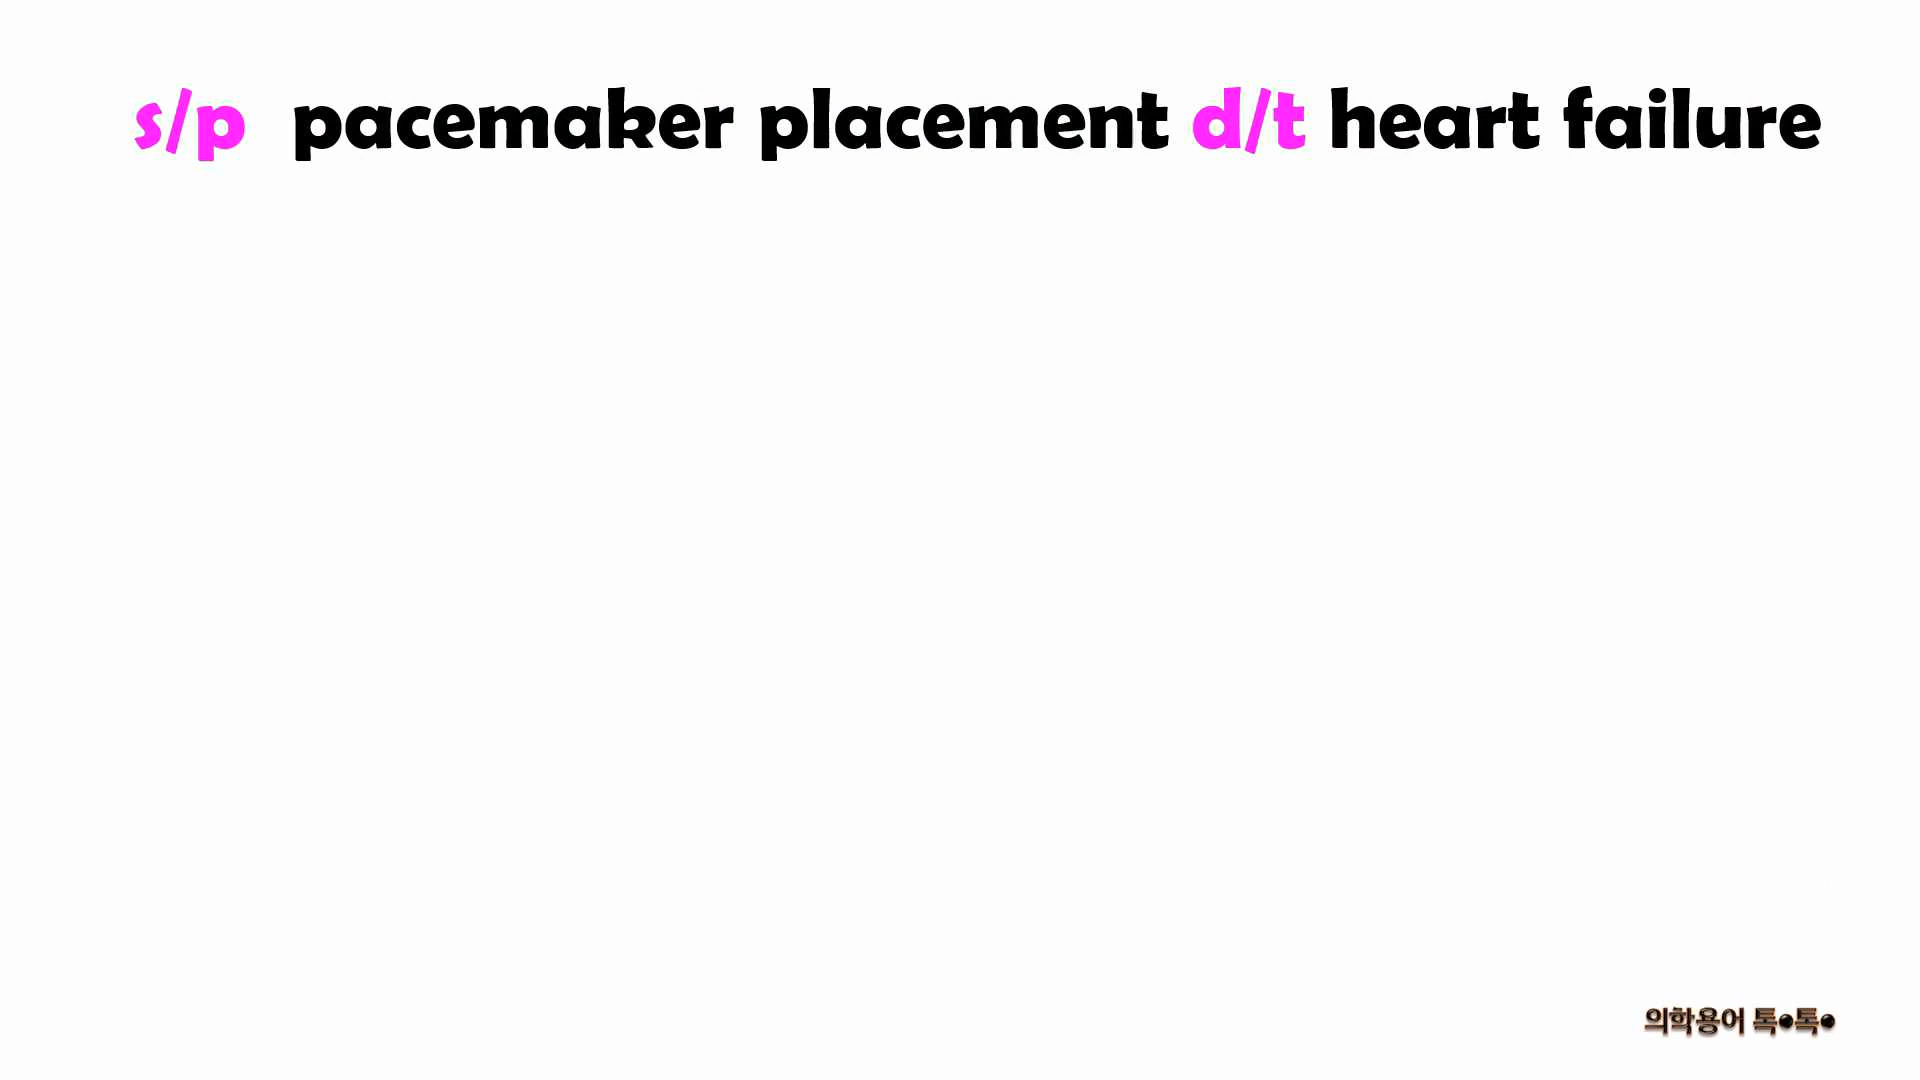 s/p pacemaker placement d/t heart failure
의학용어 톡●톡●